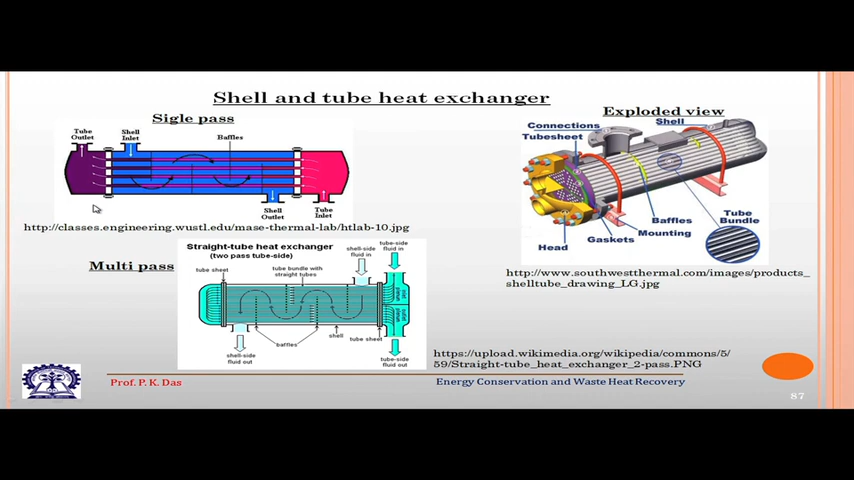 Shell and tube heat exchanger
Sigle pass
Tube Outlet
Shell Inlet
Baffles
Shell Outlet
Tube Inlet
http://classes.engineering.wustl.edu/mase-thermal-lab/htlab-10.jpg
Exploded view
Connections
Shell
Tubesheet
Baffles
Tube Bundle
Mounting
Gaskets
Head
http://www.southwestthermal.com/images/products_
shelltube_drawing_LG.jpg
Multi pass
Straight-tube heat exchanger
(two pass tube-side)
tube sheet
tube bundle with
straight tubes
shell-side
fluid in
tube-side
fluid in
inlet
plenum
outlet
plenum
baffles
shell
tube sheet
shell-side
fluid out
tube-side
fluid out
https://upload.wikimedia.org/wikipedia/commons/5/
59/Straight-tube_heat_exchanger_2-pass.PNG
Prof. P. K. Das
Energy Conservation and Waste Heat Recovery
87